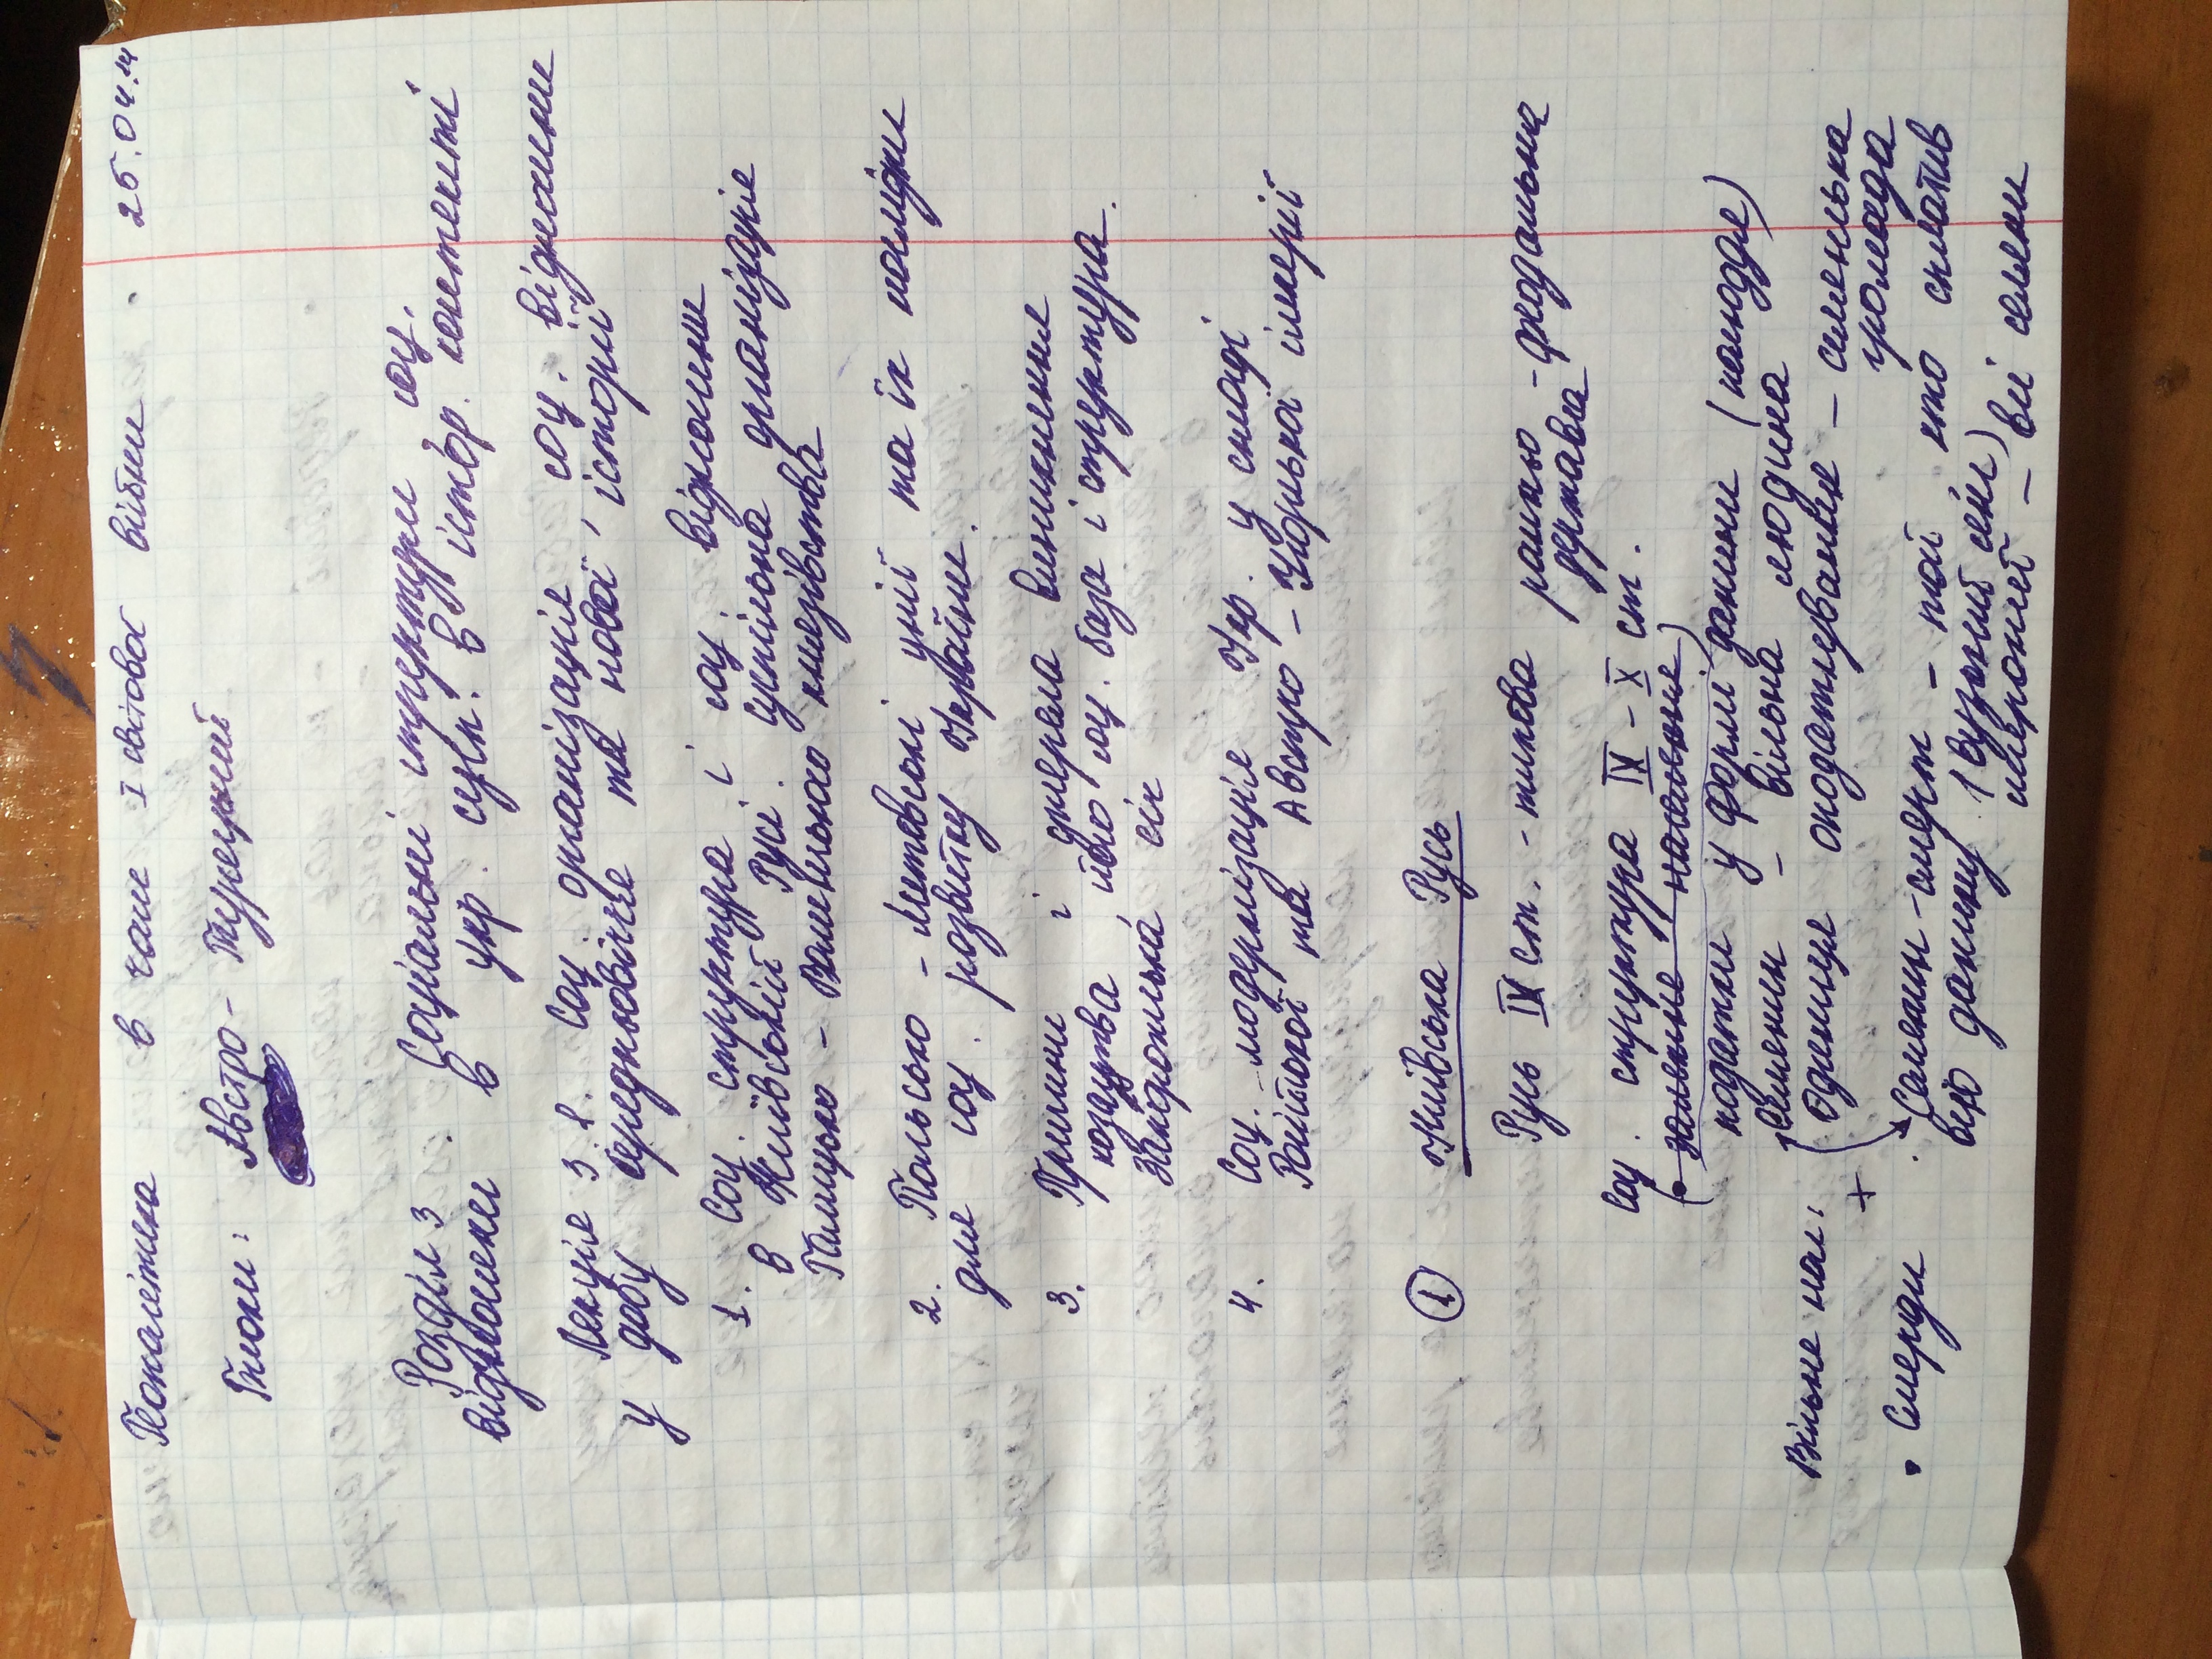 Геополітика в часи I світової війни 25.04.14
Блоки: Австро - Турецький
Розділ 3. Соціальні структури, соц.
відносини в укр. сусп. в істор. контексті
Лекція 3.1. Соц. організація, соц. відносини
у добу середньовіччя та нової історії
1. Соц. структура і соц. відносини
в Київській Русі. Суспільна організація
Галицько - Волинського князівства
2. Польсько - Литовські унії та їх наслідки
для соц. розвитку України.
3. Причини і джерела виникнення
козацтва, його соц. база і структура.
Запорожська січ
4. Соц. модернізація Укр. у складі
Російської та Австро - Угорської імперії
1 Київська Русь
Русь IX ст. - типова ранньо - феодальна
держава
Соц. структура IX - X ст.
(• залежне населення)
податки у формі данини (полюддя)
Селянин - вільна людина
Вільне нас: Одиниця оподаткування - селянська
+ громада
• Смерди Селянин - смерт - той, хто сплатив
всю данину. (вузький сенс)
широкий - всі селяни